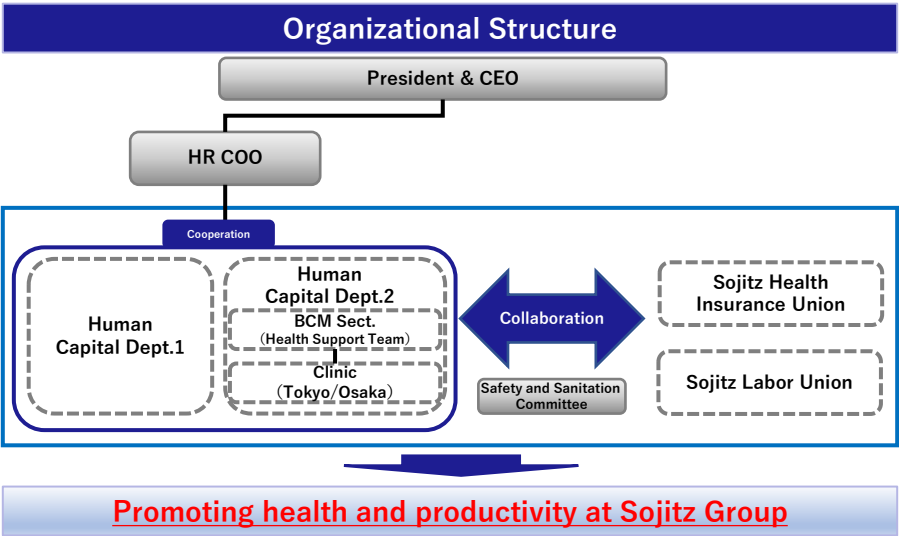 Organizational Structure
President & CEO
HR COO
Cooperation
Human
Capital Dept.1
Human
Capital Dept.2
BCM Sect.
(Health Support Team)
Clinic
(Tokyo/Osaka)
Collaboration
Safety and Sanitation
Committee
Sojitz Health
Insurance Union
Sojitz Labor Union
Promoting health and productivity at Sojitz Group